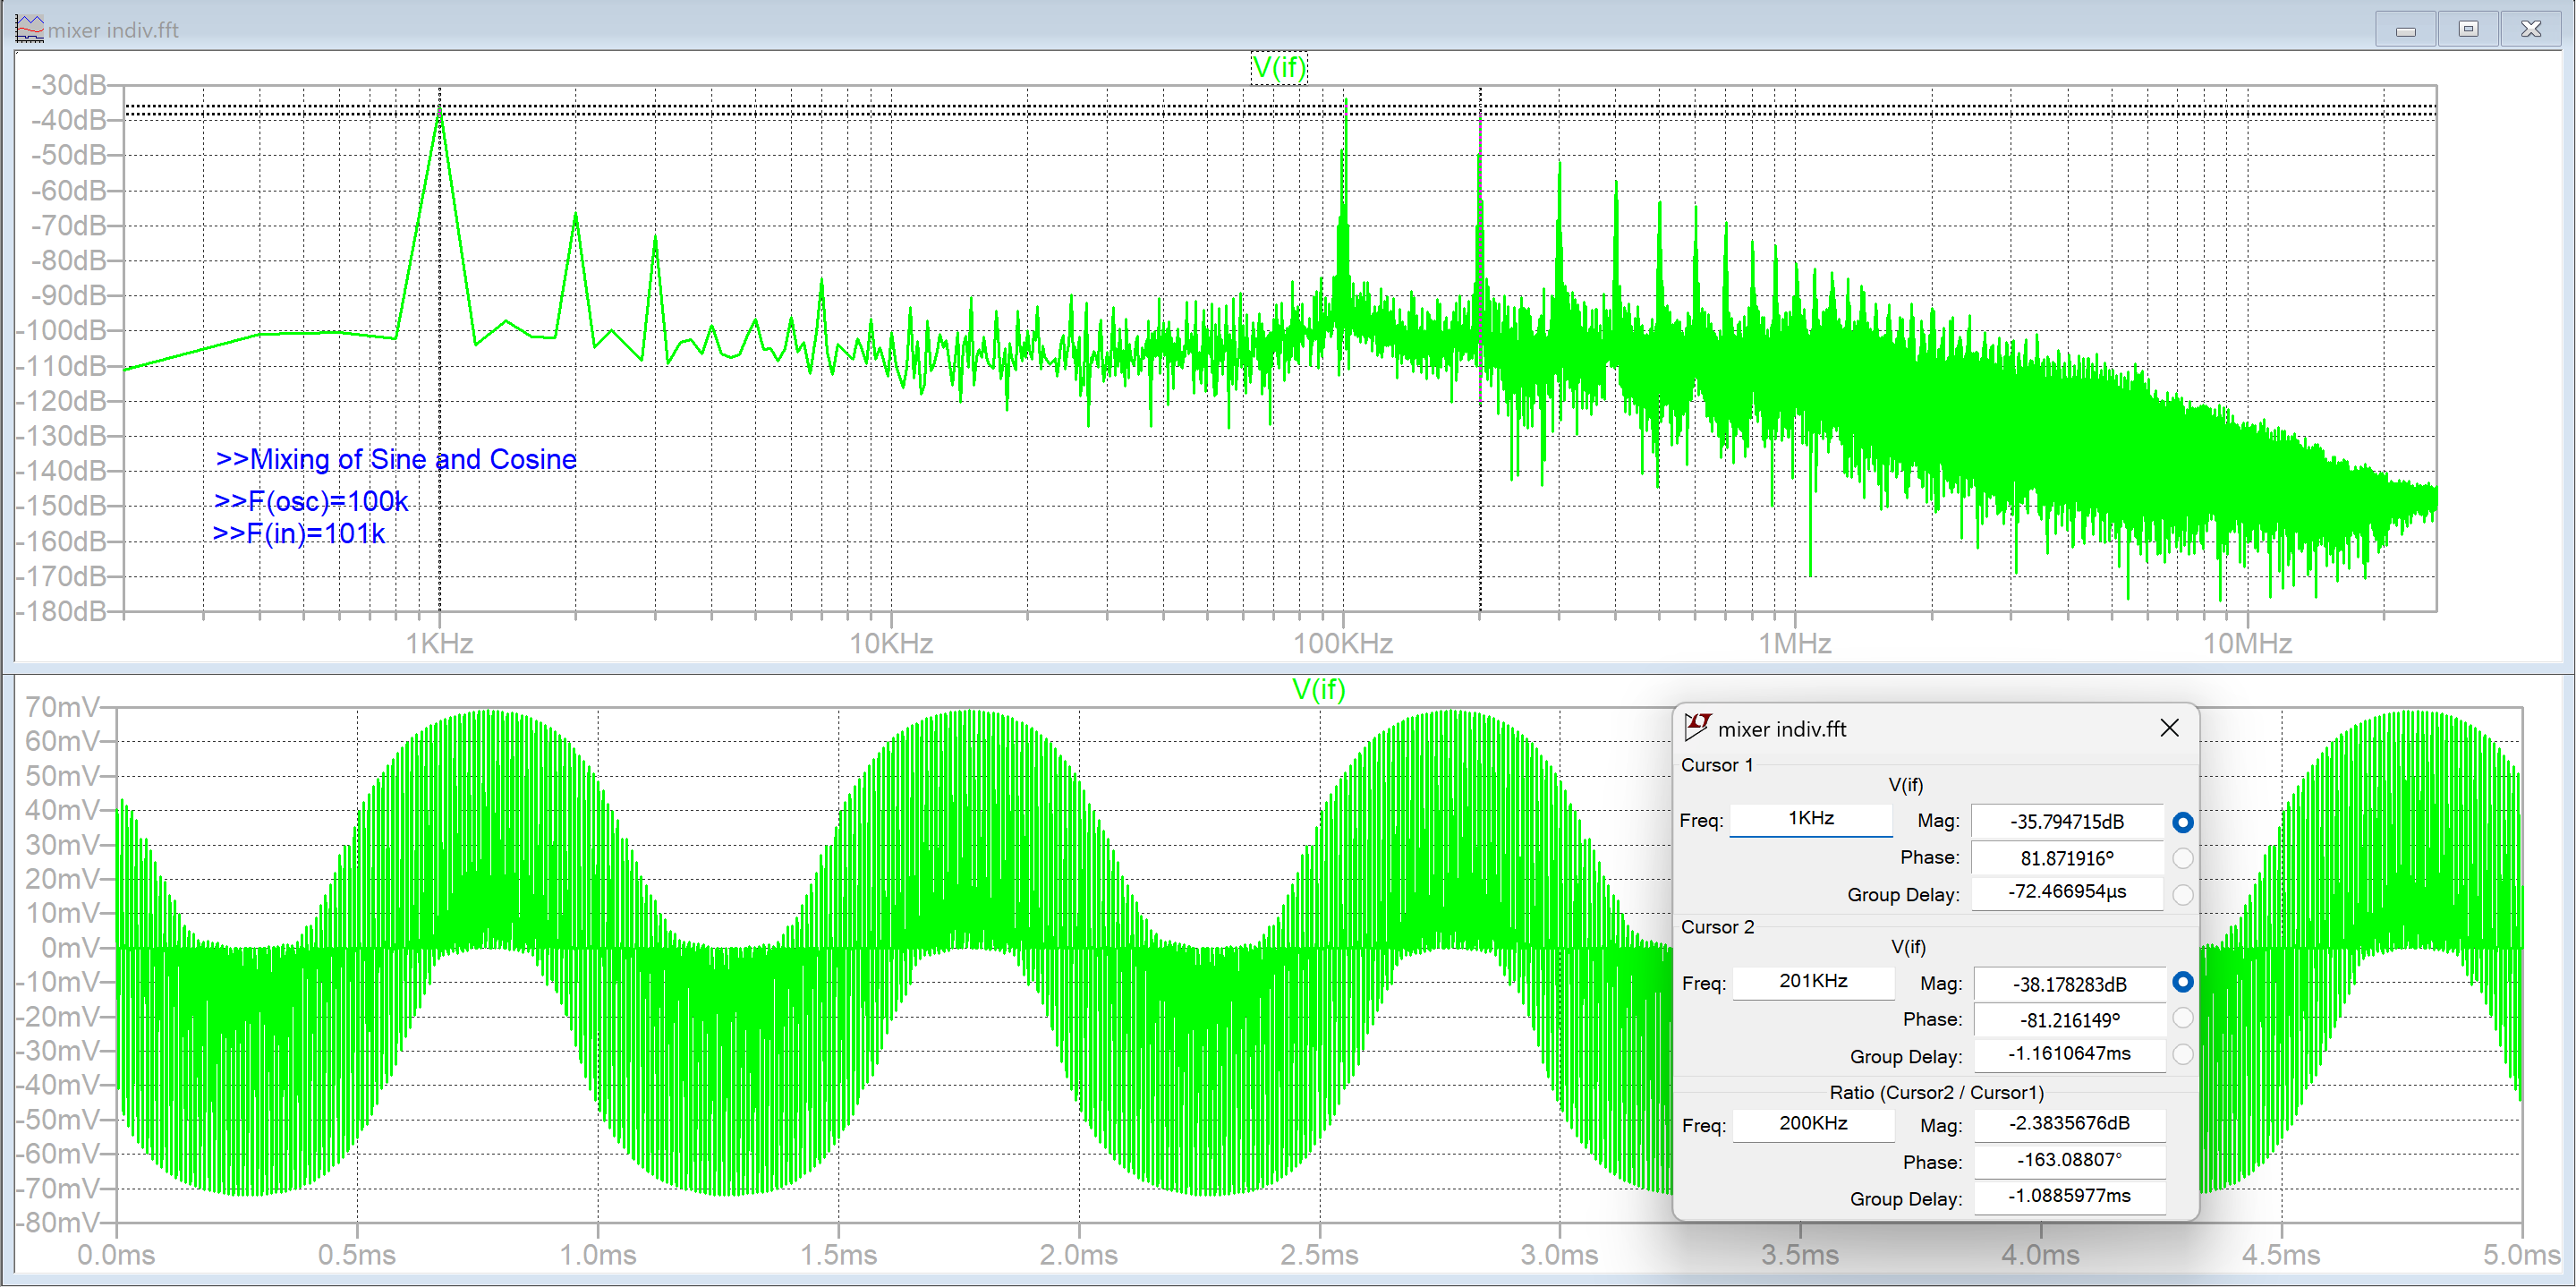 mixer indiv.fft
V(if)
-30dB
-40dB
-50dB
-60dB
-70dB
-80dB
-90dB
-100dB
-110dB
-120dB
-130dB
-140dB
-150dB
-160dB
-170dB
-180dB
>>Mixing of Sine and Cosine
>>F(osc)=100k
>>F(in)=101k
1KHz 10KHz 100KHz 1MHz 10MHz
V(if)
70mV
60mV
50mV
40mV
30mV
20mV
10mV
0mV
-10mV
-20mV
-30mV
-40mV
-50mV
-60mV
-70mV
-80mV
0.0ms 0.5ms 1.0ms 1.5ms 2.0ms 2.5ms 3.0ms 3.5ms 4.0ms 4.5ms 5.0ms
LT mixer indiv.fft
Cursor 1
V(if)
Freq: 1KHz Mag: -35.794715dB
Phase: 81.871916°
Group Delay: -72.466954µs
Cursor 2
V(if)
Freq: 201KHz Mag: -38.178283dB
Phase: -81.216149°
Group Delay: -1.1610647ms
Ratio (Cursor2 / Cursor1)
Freq: 200KHz Mag: -2.3835676dB
Phase: -163.08807°
Group Delay: -1.0885977ms